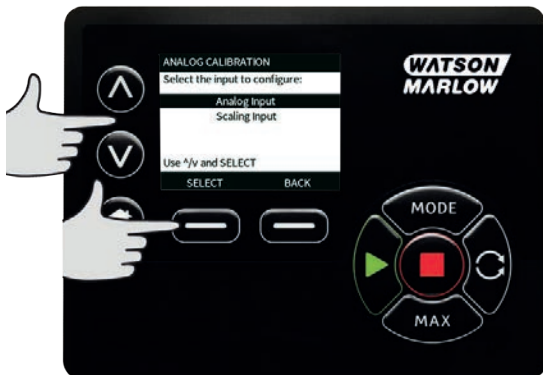 ANALOG CALIBRATION
Select the input to configure:
Analog Input
Scaling Input
Use ^/v and SELECT
SELECT BACK
WATSON
MARLOW
MODE
MAX